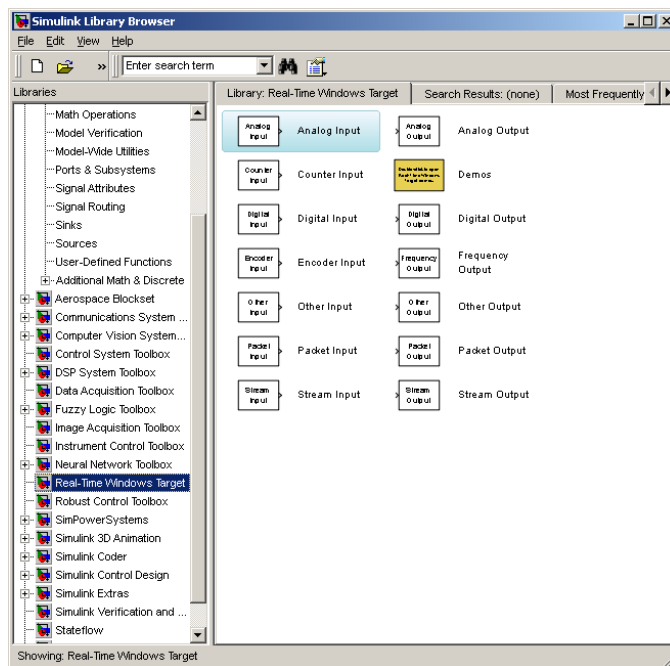 Simulink Library Browser
File Edit View Help
» Enter search term
Libraries
Math Operations
Model Verification
Model-Wide Utilities
Ports & Subsystems
Signal Attributes
Signal Routing
Sinks
Sources
User-Defined Functions
Additional Math & Discrete
Aerospace Blockset
Communications System ...
Computer Vision System...
Control System Toolbox
DSP System Toolbox
Data Acquisition Toolbox
Fuzzy Logic Toolbox
Image Acquisition Toolbox
Instrument Control Toolbox
Neural Network Toolbox
Real-Time Windows Target
Robust Control Toolbox
SimPowerSystems
Simulink 3D Animation
Simulink Coder
Simulink Control Design
Simulink Extras
Simulink Verification and ...
Stateflow
Library: Real-Time Windows Target
Search Results: (none)
Most Frequently
Analog
Input
Analog Input
Analog
Output
Analog Output
Counter
Input
Counter Input
Demos
Digital
Input
Digital Input
Digital
Output
Digital Output
Encoder
Input
Encoder Input
Frequency
Output
Frequency
Output
Other
Input
Other Input
Other
Output
Other Output
Packet
Input
Packet Input
Packet
Output
Packet Output
Stream
Input
Stream Input
Stream
Output
Stream Output
Showing: Real-Time Windows Target